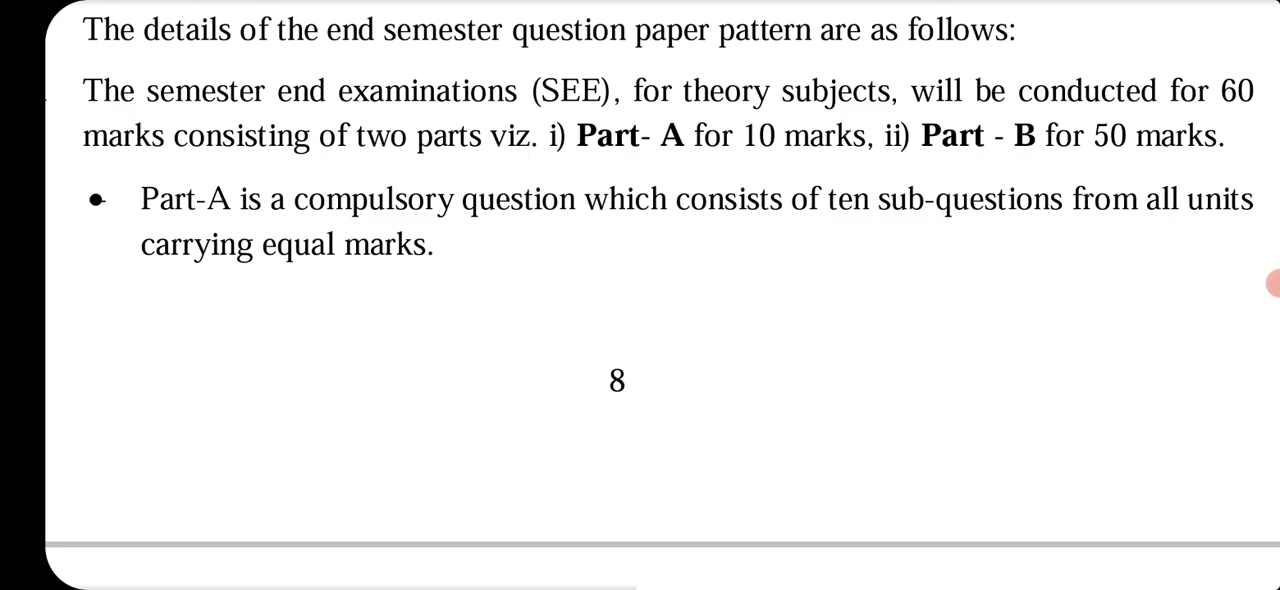 The details of the end semester question paper pattern are as follows:
The semester end examinations (SEE), for theory subjects, will be conducted for 60
marks consisting of two parts viz. i) Part- A for 10 marks, ii) Part - B for 50 marks.
• Part-A is a compulsory question which consists of ten sub-questions from all units
carrying equal marks.
8